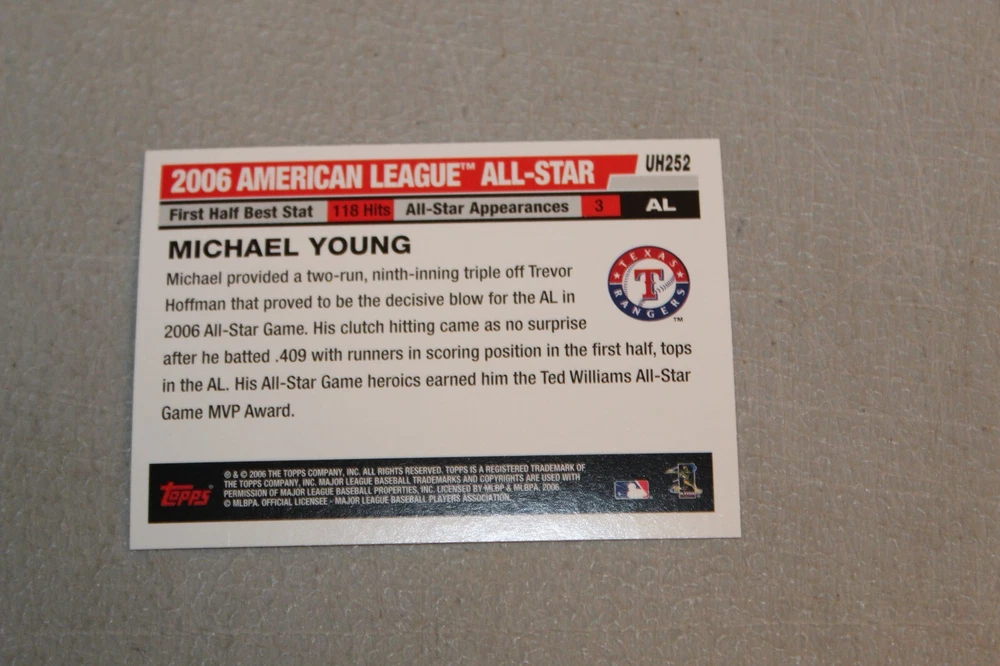 2006 AMERICAN LEAGUE™ ALL-STAR
UH252
First Half Best Stat 118 Hits All-Star Appearances 3 AL
MICHAEL YOUNG
Michael provided a two-run, ninth-inning triple off Trevor
Hoffman that proved to be the decisive blow for the AL in
2006 All-Star Game. His clutch hitting came as no surprise
after he batted .409 with runners in scoring position in the first half, tops
in the AL. His All-Star Game heroics earned him the Ted Williams All-Star
Game MVP Award.
TEXAS
T
RANGERS
™
Topps
® & © 2006 THE TOPPS COMPANY, INC. ALL RIGHTS RESERVED. TOPPS IS A REGISTERED TRADEMARK OF
THE TOPPS COMPANY, INC. MAJOR LEAGUE BASEBALL TRADEMARKS AND COPYRIGHTS ARE USED WITH
PERMISSION OF MAJOR LEAGUE BASEBALL PROPERTIES, INC. LICENSED BY MLBP & MLBPA. 2006
© MLBPA. OFFICIAL LICENSEE - MAJOR LEAGUE BASEBALL PLAYERS ASSOCIATION.